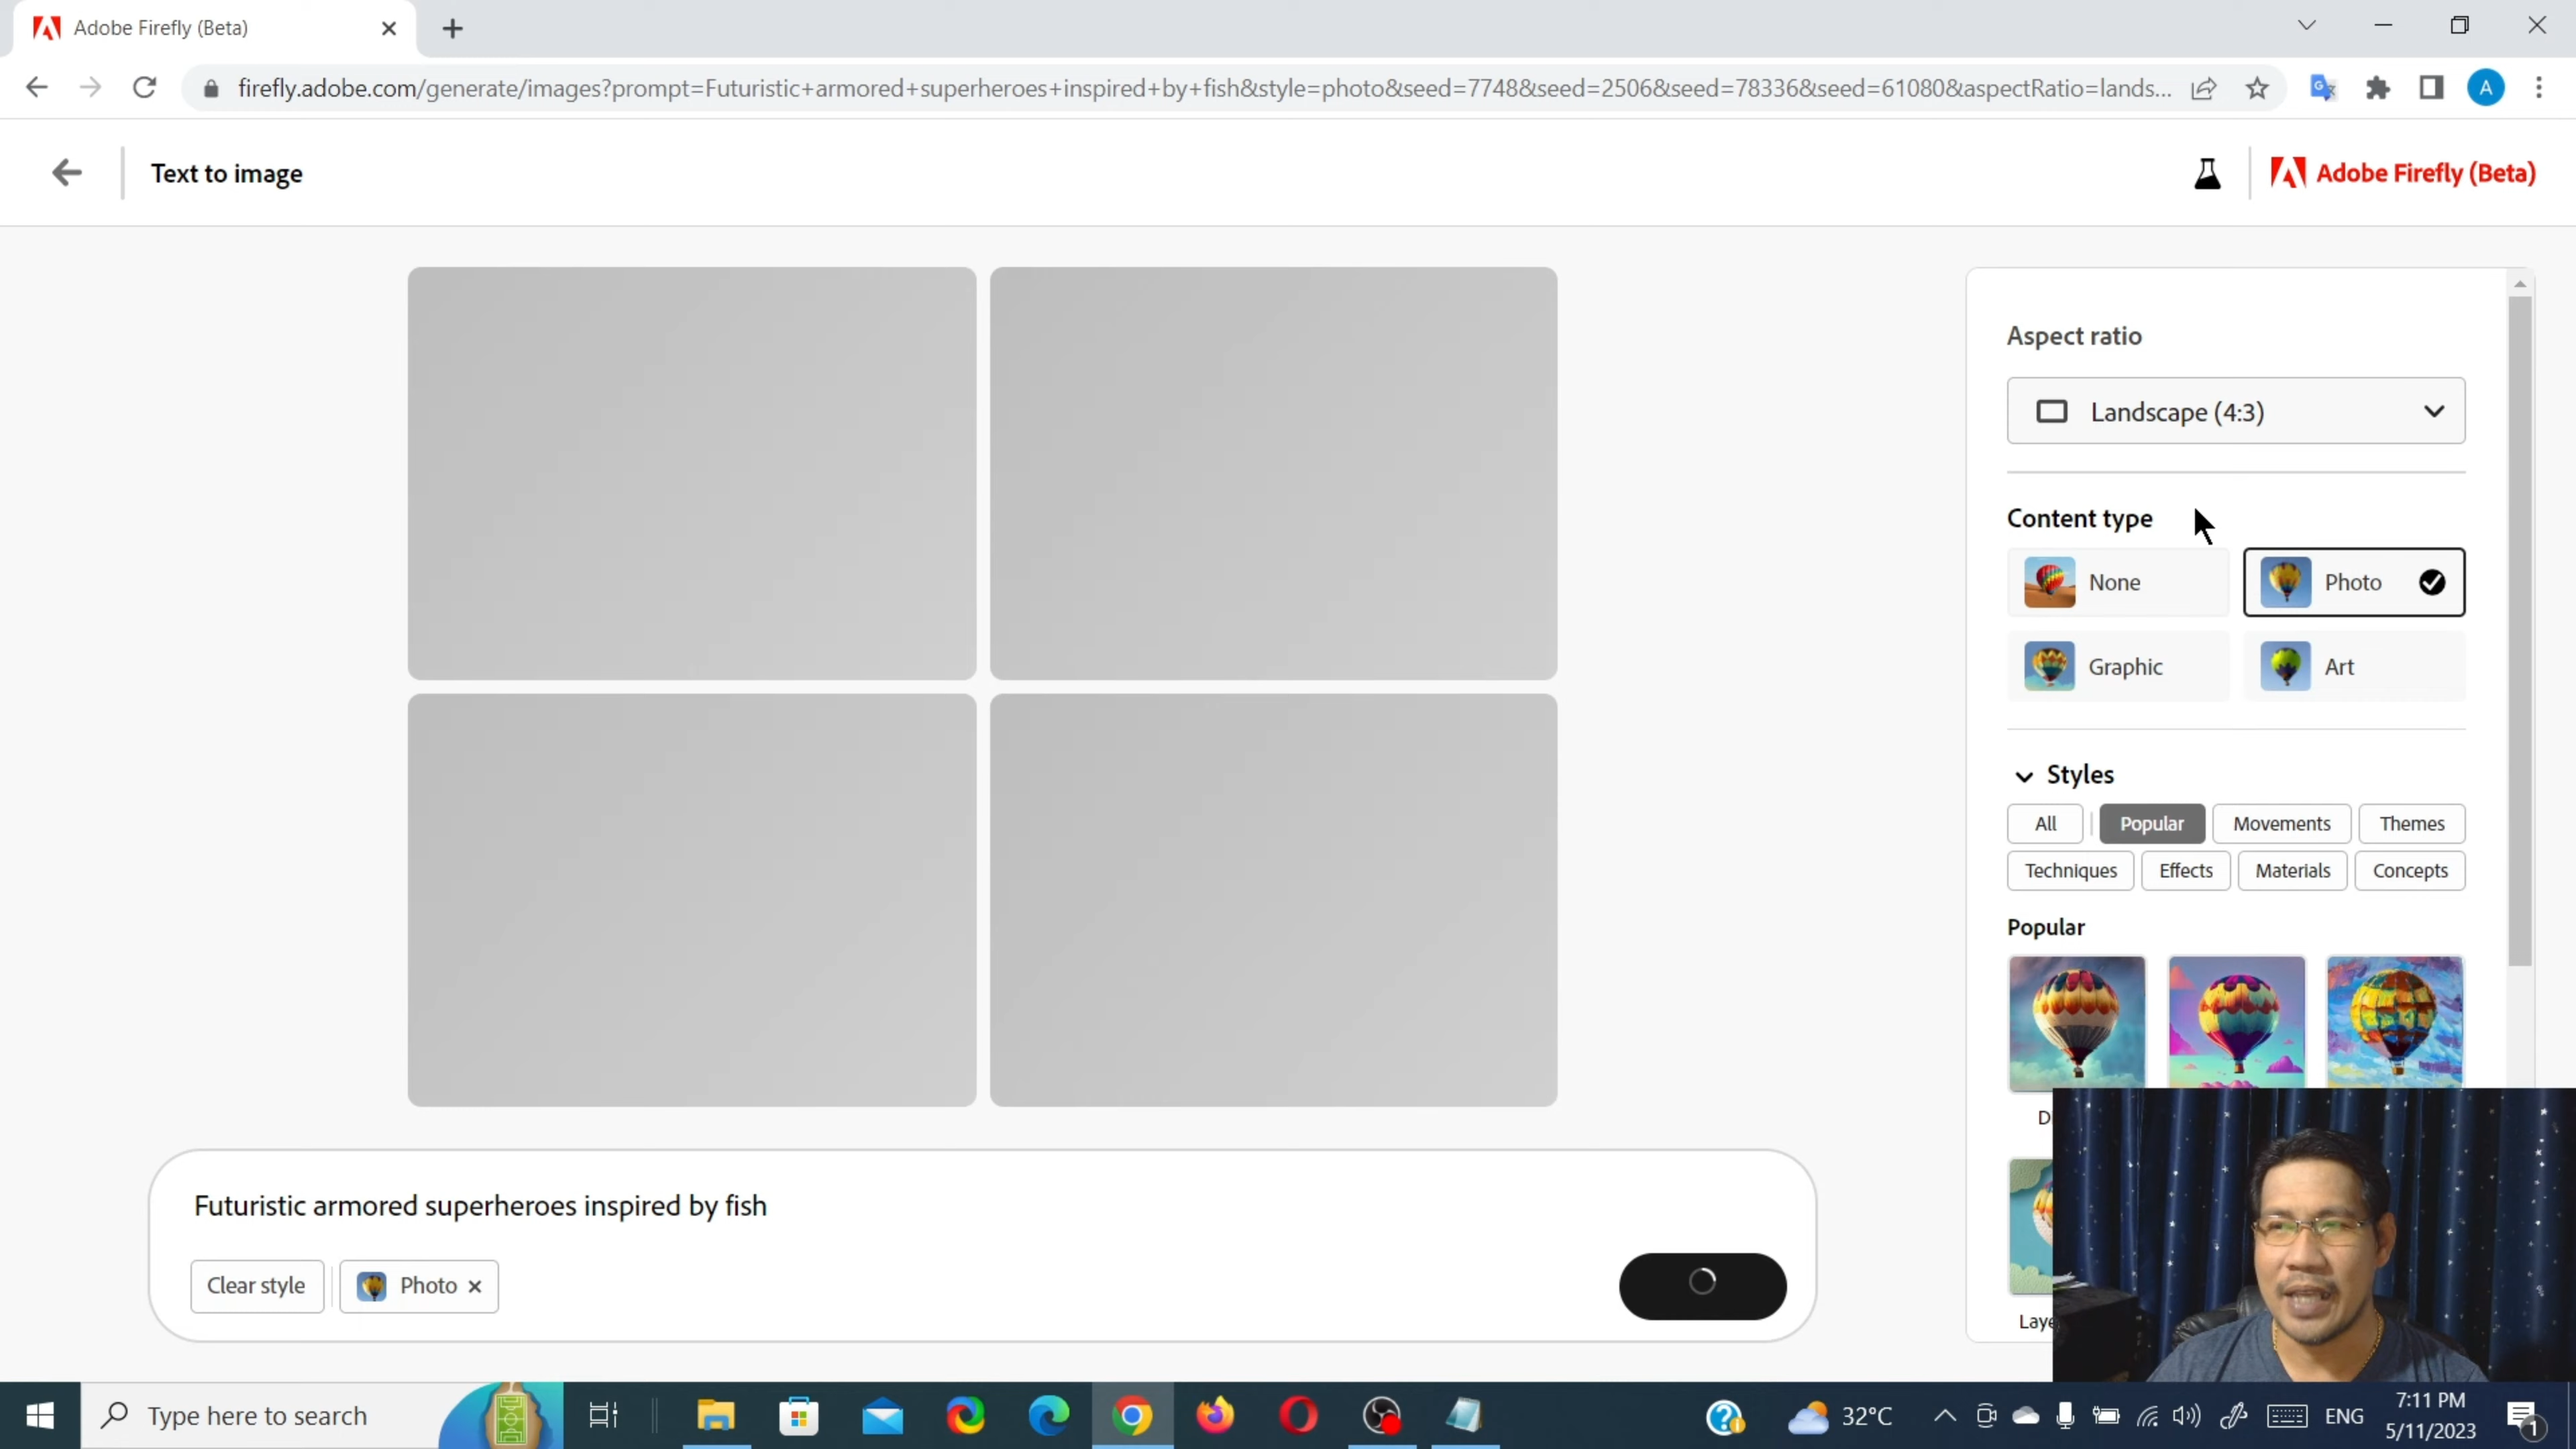 Adobe Firefly (Beta)
firefly.adobe.com/generate/images?prompt=Futuristic+armored+superheroes+inspired+by+fish&style=photo&seed=7748&seed=2506&seed=78336&seed=61080&aspectRatio=lands...
A
Text to image
Adobe Firefly (Beta)
Aspect ratio
Landscape (4:3)
Content type
None
Photo
Graphic
Art
Styles
All
Popular
Movements
Themes
Techniques
Effects
Materials
Concepts
Popular
Futuristic armored superheroes inspired by fish
Clear style
Photo
Type here to search
32°C
ENG
7:11 PM
5/11/2023
1